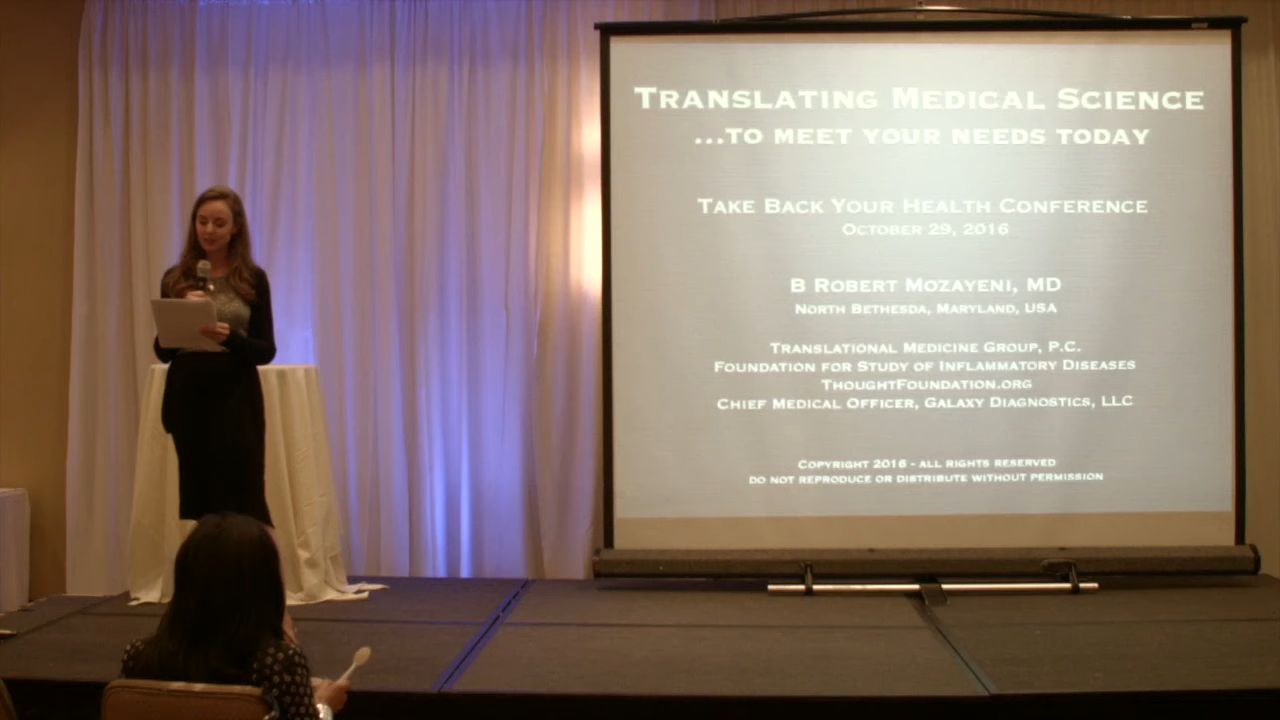 Translating Medical Science
...to meet your needs today
Take Back Your Health Conference
October 29, 2016
B Robert Mozayeni, MD
North Bethesda, Maryland, USA
Translational Medicine Group, P.C.
Foundation for Study of Inflammatory Diseases
ThoughtFoundation.org
Chief Medical Officer, Galaxy Diagnostics, LLC
Copyright 2016 - all rights reserved
do not reproduce or distribute without permission